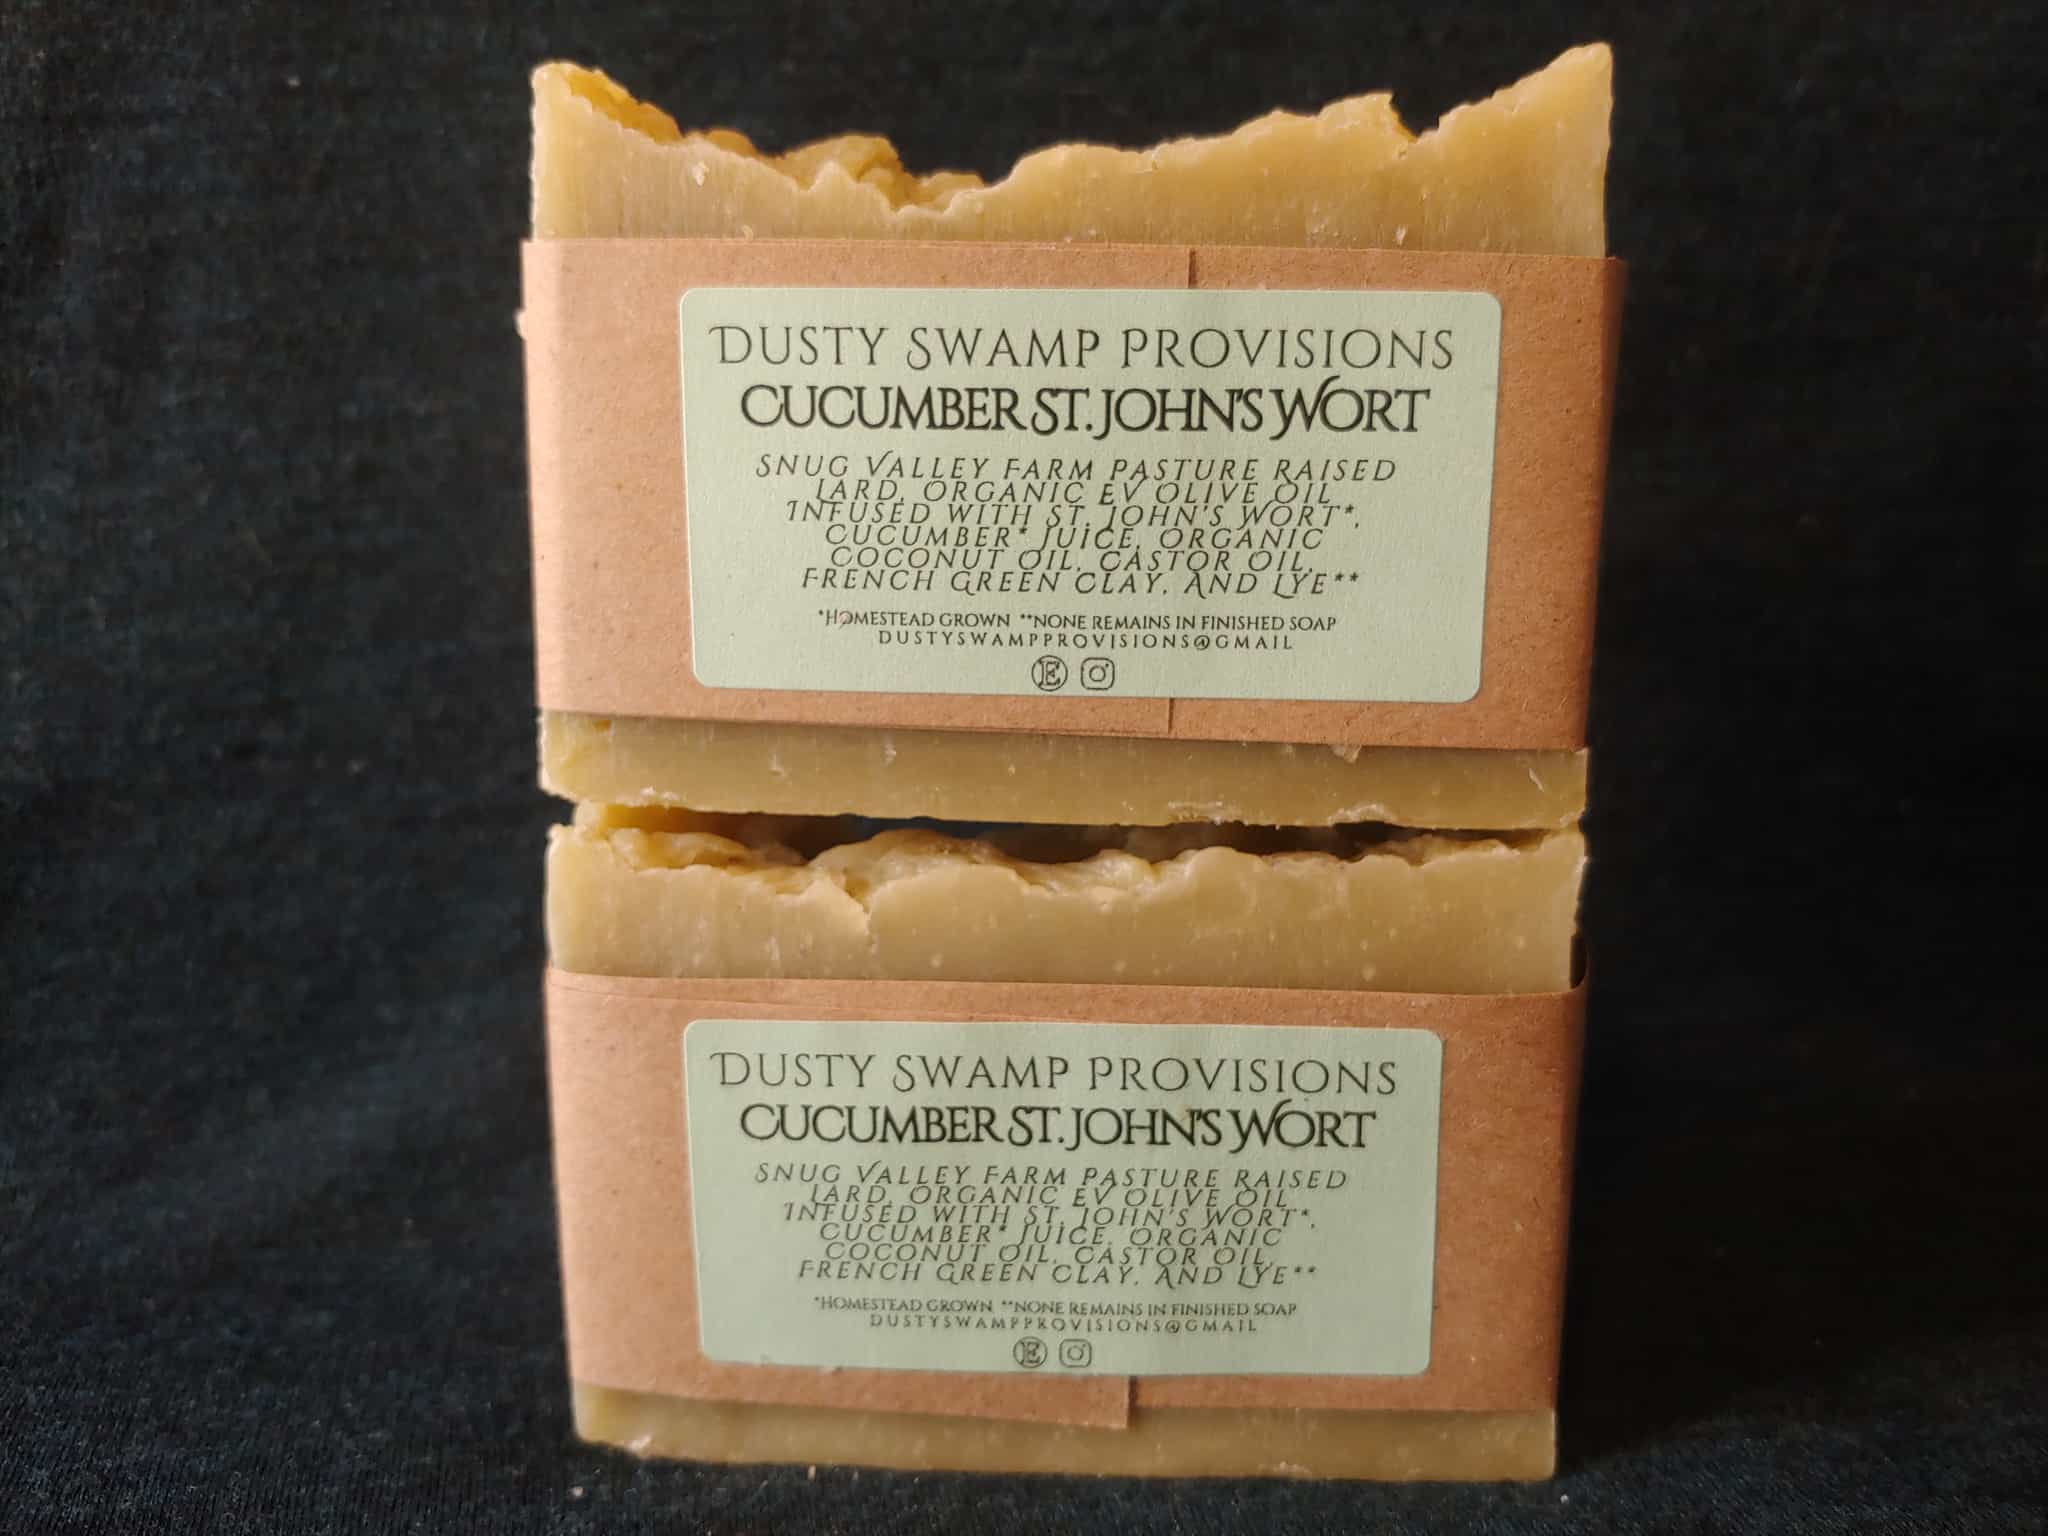 DUSTY SWAMP PROVISIONS
CUCUMBER ST. JOHN'S WORT
SNUG VALLEY FARM PASTURE RAISED
LARD, ORGANIC EV OLIVE OIL
INFUSED WITH ST. JOHN'S WORT*,
CUCUMBER* JUICE, ORGANIC
COCONUT OIL, CASTOR OIL,
FRENCH GREEN CLAY, AND LYE**
*HOMESTEAD GROWN **NONE REMAINS IN FINISHED SOAP
DUSTYSWAMPPROVISIONS@GMAIL
E
DUSTY SWAMP PROVISIONS
CUCUMBER ST. JOHN'S WORT
SNUG VALLEY FARM PASTURE RAISED
LARD, ORGANIC EV OLIVE OIL
INFUSED WITH ST. JOHN'S WORT*,
CUCUMBER* JUICE, ORGANIC
COCONUT OIL, CASTOR OIL,
FRENCH GREEN CLAY, AND LYE**
*HOMESTEAD GROWN **NONE REMAINS IN FINISHED SOAP
DUSTYSWAMPPROVISIONS@GMAIL
E